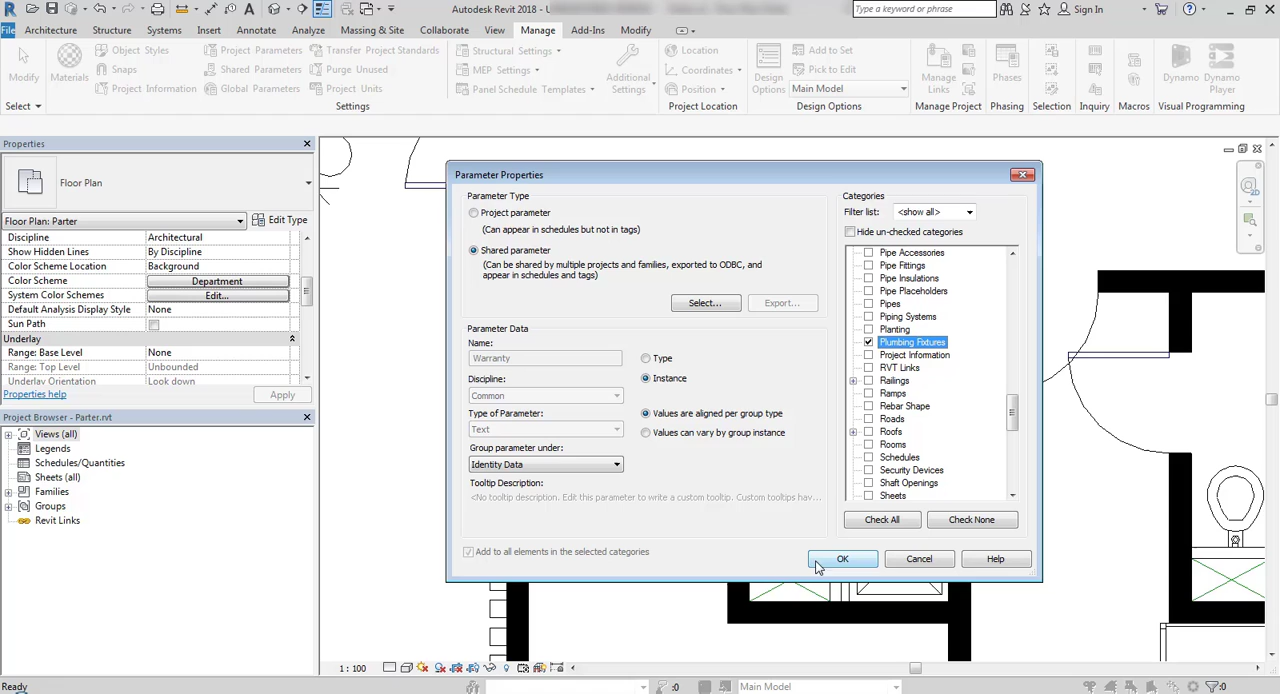 Autodesk Revit 2018 -
Type a keyword or phrase
Sign In
File Architecture Structure Systems Insert Annotate Analyze Massing & Site Collaborate View Manage Add-Ins Modify
Modify
Select
Materials
Object Styles
Snaps
Project Information
Project Parameters
Shared Parameters
Global Parameters
Transfer Project Standards
Purge Unused
Project Units
Structural Settings
MEP Settings
Panel Schedule Templates
Additional Settings
Settings
Location
Coordinates
Position
Project Location
Design Options
Add to Set
Pick to Edit
Main Model
Design Options
Manage Links
Manage Project
Phases
Phasing
Selection
Inquiry
Macros
Dynamo
Dynamo Player
Visual Programming
Properties
Floor Plan
Floor Plan: Parter
Edit Type
Discipline Architectural
Show Hidden Lines By Discipline
Color Scheme Location Background
Color Scheme Department
System Color Schemes Edit...
Default Analysis Display Style None
Sun Path
Underlay
Range: Base Level None
Range: Top Level Unbounded
Underlay Orientation Look down
Properties help
Apply
Project Browser - Parter.rvt
Views (all)
Legends
Schedules/Quantities
Sheets (all)
Families
Groups
Revit Links
Parameter Properties
Parameter Type
Project parameter
(Can appear in schedules but not in tags)
Shared parameter
(Can be shared by multiple projects and families, exported to ODBC, and
appear in schedules and tags)
Select...
Export...
Parameter Data
Name:
Warranty
Discipline:
Common
Type of Parameter:
Text
Group parameter under:
Identity Data
Tooltip Description:
<No tooltip description. Edit this parameter to write a custom tooltip. Custom tooltips hav...
Type
Instance
Values are aligned per group type
Values can vary by group instance
Add to all elements in the selected categories
Categories
Filter list: <show all>
Hide un-checked categories
Pipe Accessories
Pipe Fittings
Pipe Insulations
Pipe Placeholders
Pipes
Piping Systems
Planting
Plumbing Fixtures
Project Information
RVT Links
Railings
Ramps
Rebar Shape
Roads
Roofs
Rooms
Schedules
Security Devices
Shaft Openings
Sheets
Check All
Check None
OK
Cancel
Help
1 : 100
Ready
:0
Main Model
:0